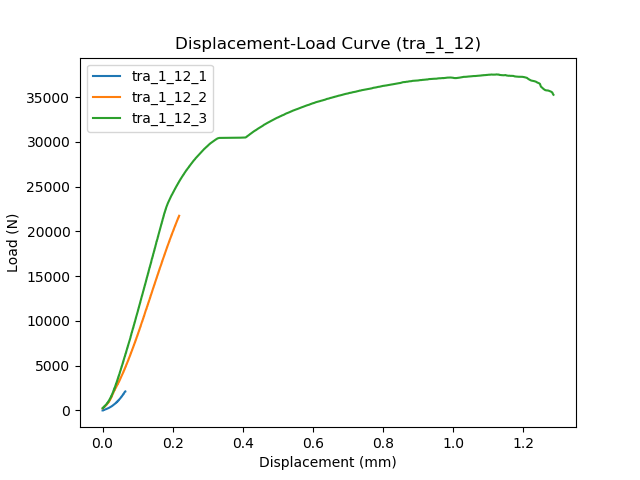 Displacement-Load Curve (tra_1_12)
tra_1_12_1
tra_1_12_2
tra_1_12_3
Load (N)
35000
30000
25000
20000
15000
10000
5000
0
0.0 0.2 0.4 0.6 0.8 1.0 1.2
Displacement (mm)